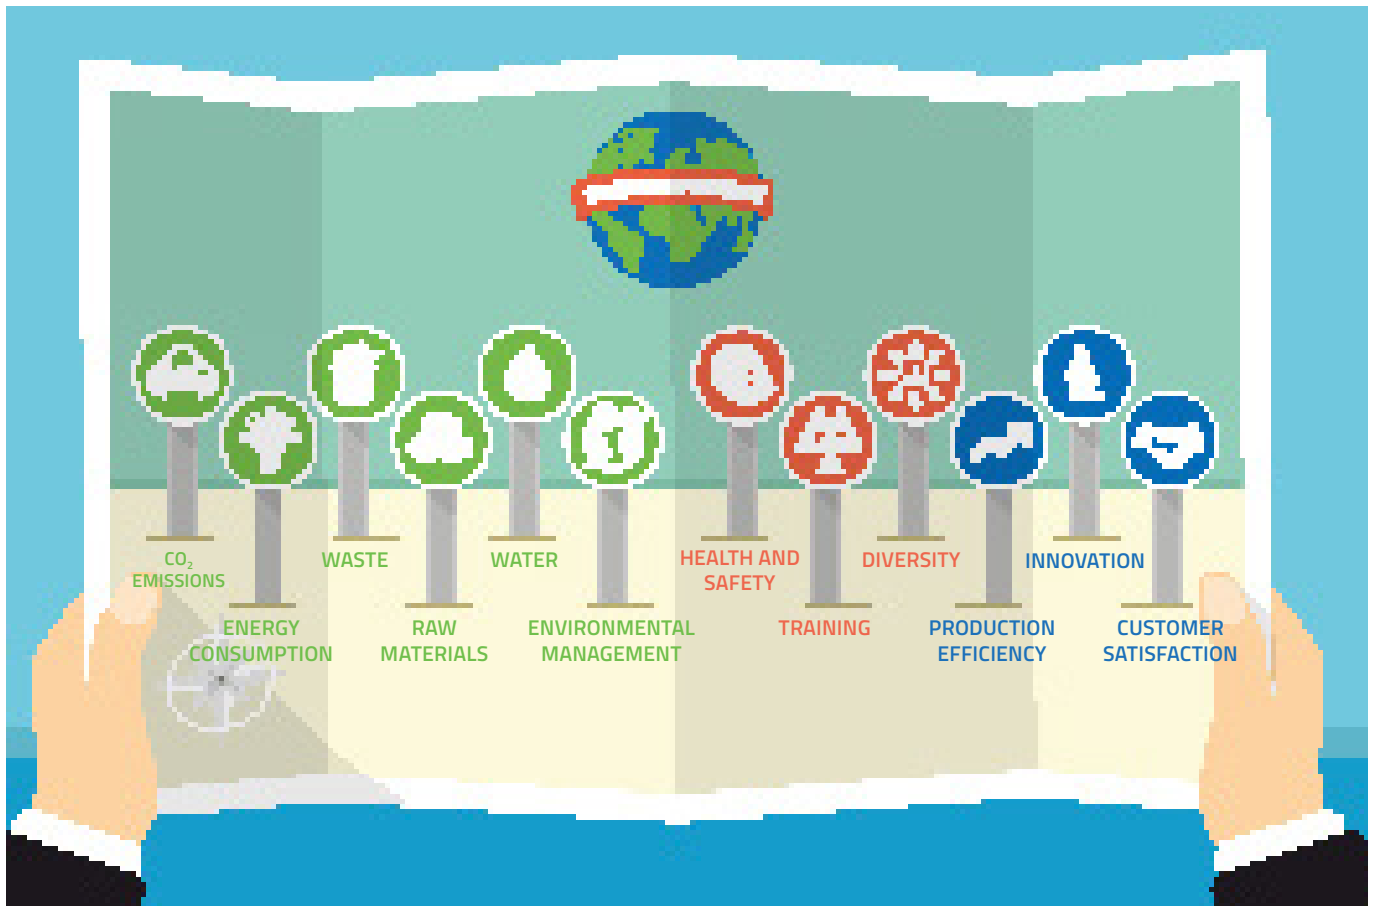 CO₂
EMISSIONS
ENERGY
CONSUMPTION
WASTE
RAW
MATERIALS
WATER
ENVIRONMENTAL
MANAGEMENT
HEALTH AND
SAFETY
TRAINING
DIVERSITY
PRODUCTION
EFFICIENCY
INNOVATION
CUSTOMER
SATISFACTION